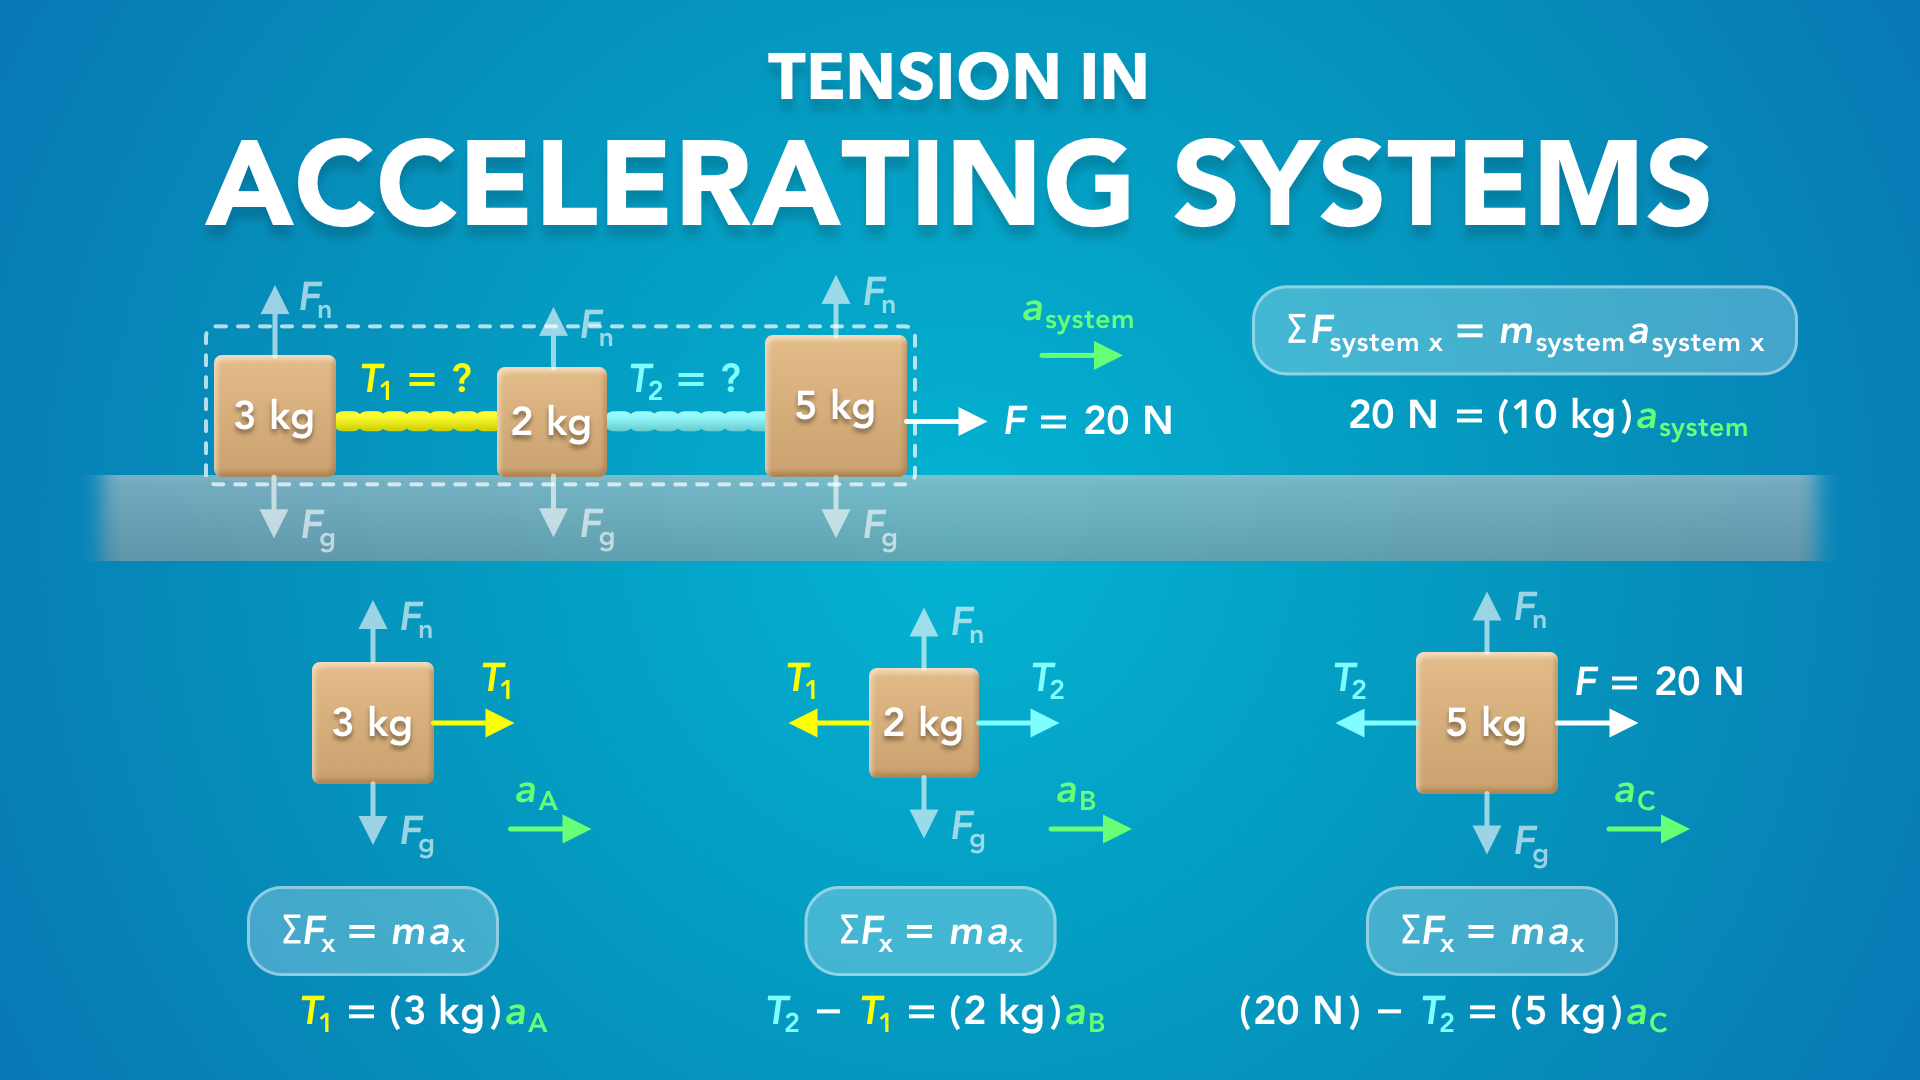 TENSION IN
ACCELERATING SYSTEMS
Fn
Fn
Fn
asystem
ΣFsystem x = msystem asystem x
3 kg
T1 = ?
2 kg
T2 = ?
5 kg
F = 20 N
20 N = (10 kg)asystem
Fg
Fg
Fg
Fn
Fn
Fn
3 kg
T1
T1
2 kg
T2
T2
5 kg
F = 20 N
aA
aB
aC
Fg
Fg
Fg
ΣFx = max
ΣFx = max
ΣFx = max
T1 = (3 kg)aA
T2 − T1 = (2 kg)aB
(20 N) − T2 = (5 kg)aC